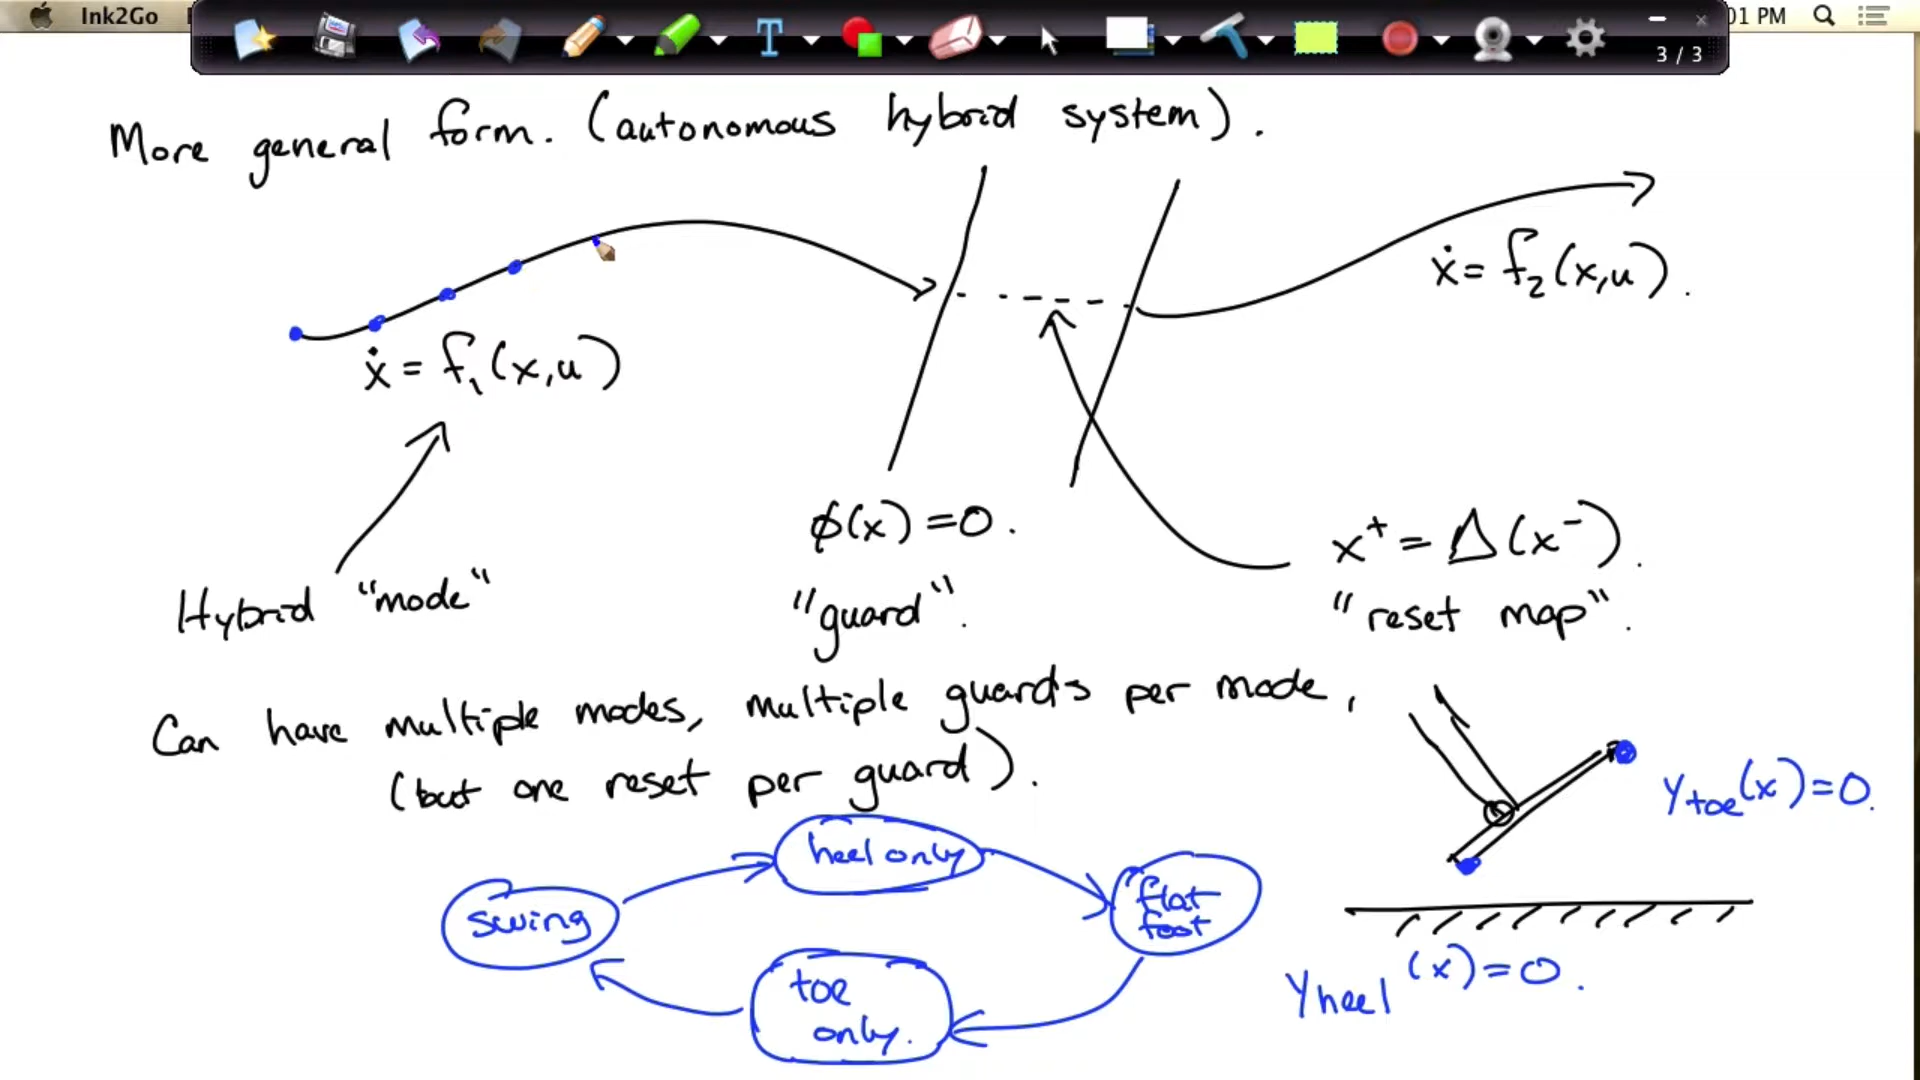 Ink2Go
01 PM
3 / 3
More general form. (autonomous hybrid system).
ẋ = f₁(x,u)
ẋ = f₂(x,u).
φ(x) = 0.
x⁺ = Δ(x⁻).
Hybrid "mode"
"guard".
"reset map".
Can have multiple modes, multiple guards per mode,
(but one reset per guard).
y_toe(x) = 0.
heel only
swing
flat
foot
toe
only.
y_heel(x) = 0.